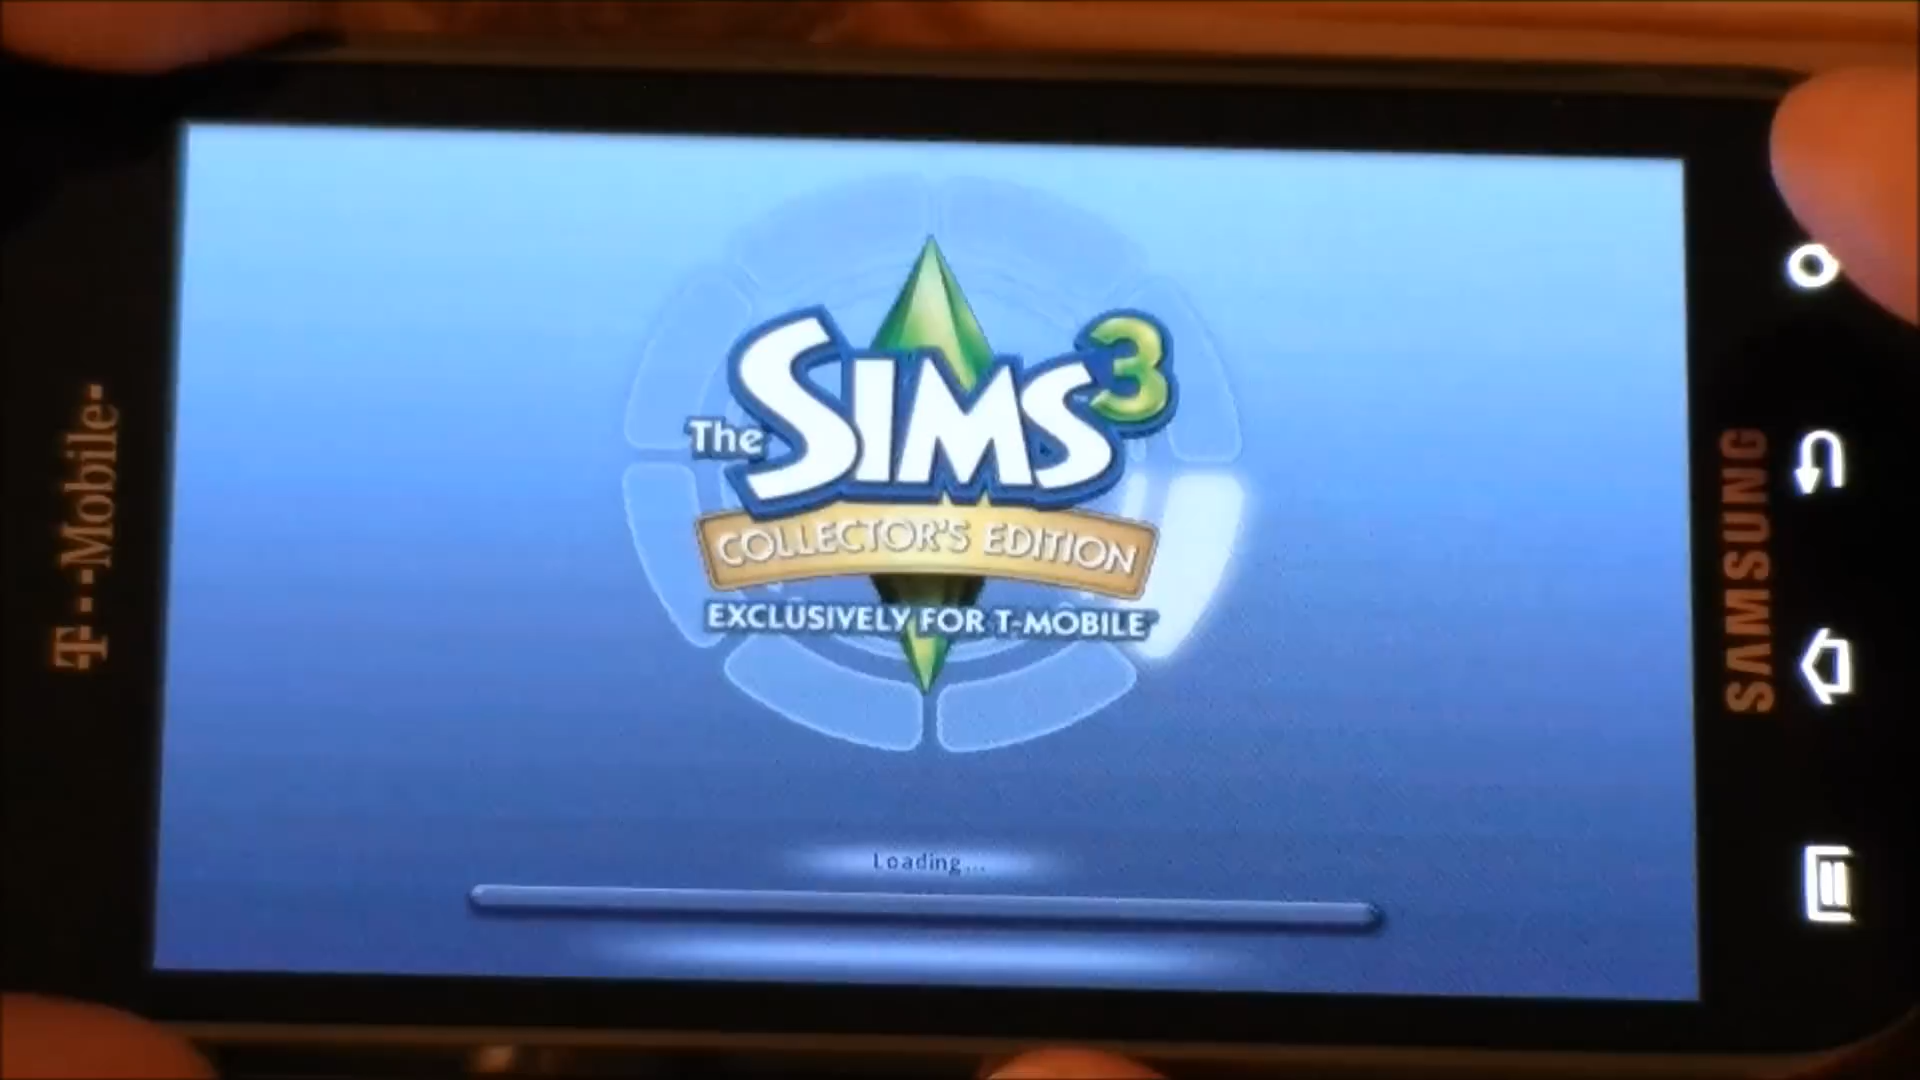 T··Mobile·
The SIMS 3
COLLECTOR'S EDITION
EXCLUSIVELY FOR T-MOBILE
Loading...
SAMSUNG